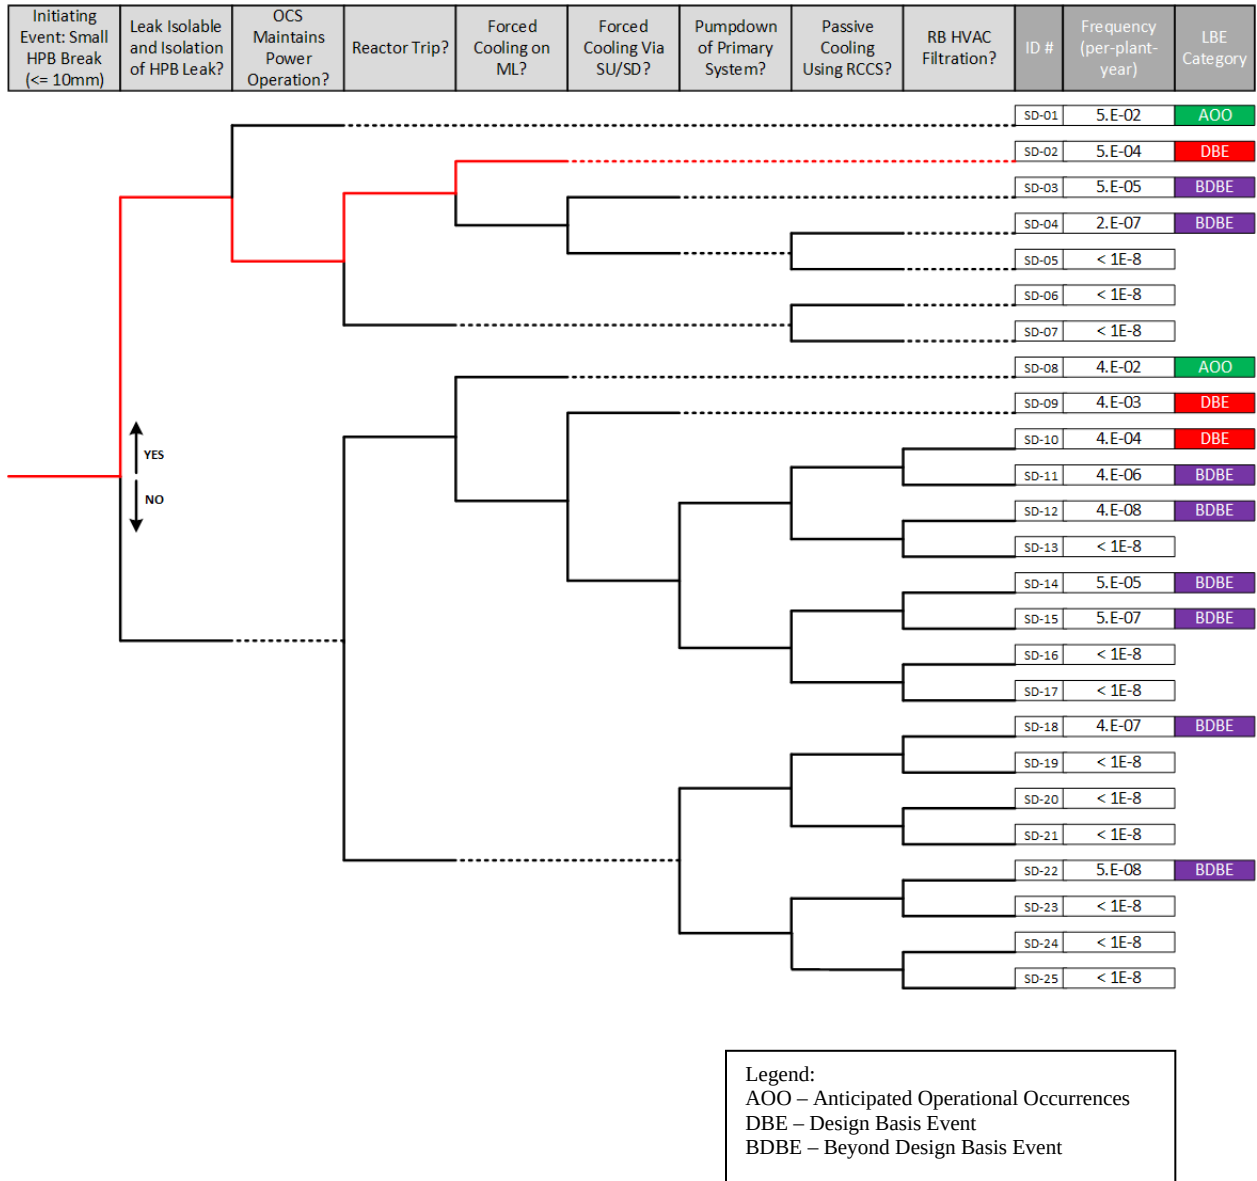 Initiating
Event: Small
HPB Break
(<= 10mm)
Leak Isolable
and Isolation
of HPB Leak?
OCS
Maintains
Power
Operation?
Reactor Trip?
Forced
Cooling on
ML?
Forced
Cooling Via
SU/SD?
Pumpdown
of Primary
System?
Passive
Cooling
Using RCCS?
RB HVAC
Filtration?
ID #
Frequency
(per-plant-
year)
LBE
Category
SD-01 5.E-02 AOO
SD-02 5.E-04 DBE
SD-03 5.E-05 BDBE
SD-04 2.E-07 BDBE
SD-05 < 1E-8
SD-06 < 1E-8
SD-07 < 1E-8
SD-08 4.E-02 AOO
SD-09 4.E-03 DBE
SD-10 4.E-04 DBE
YES
SD-11 4.E-06 BDBE
NO
SD-12 4.E-08 BDBE
SD-13 < 1E-8
SD-14 5.E-05 BDBE
SD-15 5.E-07 BDBE
SD-16 < 1E-8
SD-17 < 1E-8
SD-18 4.E-07 BDBE
SD-19 < 1E-8
SD-20 < 1E-8
SD-21 < 1E-8
SD-22 5.E-08 BDBE
SD-23 < 1E-8
SD-24 < 1E-8
SD-25 < 1E-8
Legend:
AOO – Anticipated Operational Occurrences
DBE – Design Basis Event
BDBE – Beyond Design Basis Event